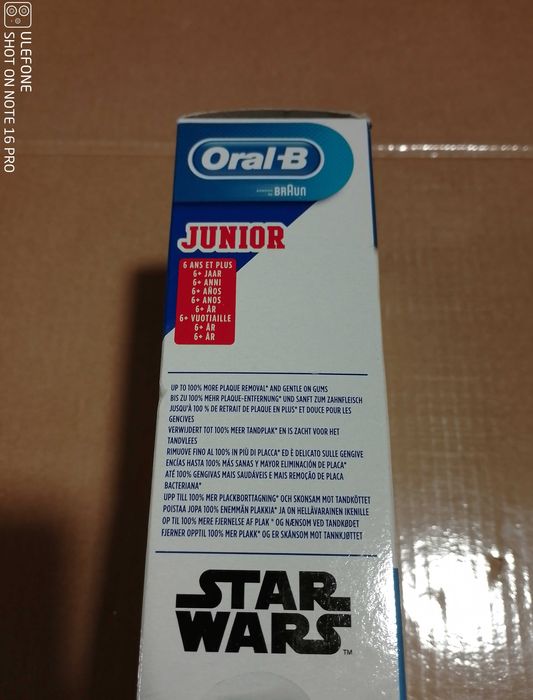 ULEFONE
SHOT ON NOTE 16 PRO
Oral-B
powered by BRAUN
JUNIOR
6 ANS ET PLUS
6+ JAAR
6+ ANNI
6+ AÑOS
6+ ANOS
6+ ÅR
6+ VUOTIAILLE
6+ ÅR
6+ ÅR
UP TO 100% MORE PLAQUE REMOVAL* AND GENTLE ON GUMS
BIS ZU 100% MEHR PLAQUE-ENTFERNUNG* UND SANFT ZUM ZAHNFLEISCH
JUSQU'À 100 % DE RETRAIT DE PLAQUE EN PLUS* ET DOUCE POUR LES
GENCIVES
VERWIJDERT TOT 100% MEER TANDPLAK* EN IS ZACHT VOOR HET
TANDVLEES
RIMUOVE FINO AL 100% IN PIÙ DI PLACCA* ED È DELICATO SULLE GENGIVE
ENCÍAS HASTA 100% MÁS SANAS Y MAYOR ELIMINACIÓN DE PLACA*
ATÉ 100% GENGIVAS MAIS SAUDÁVEIS E MAIS REMOÇÃO DE PLACA
BACTERIANA*
UPP TILL 100% MER PLACKBORTTAGNING* OCH SKONSAM MOT TANDKÖTTET
POISTAA JOPA 100% ENEMMÄN PLAKKIA* JA ON HELLÄVARAINEN IKENILLE
OP TIL 100% MERE FJERNELSE AF PLAK * OG NÆNSOM VED TANDKØDET
FJERNER OPPTIL 100% MER PLAKK* OG ER SKÅNSOM MOT TANNKJØTTET
STAR
WARS
TM